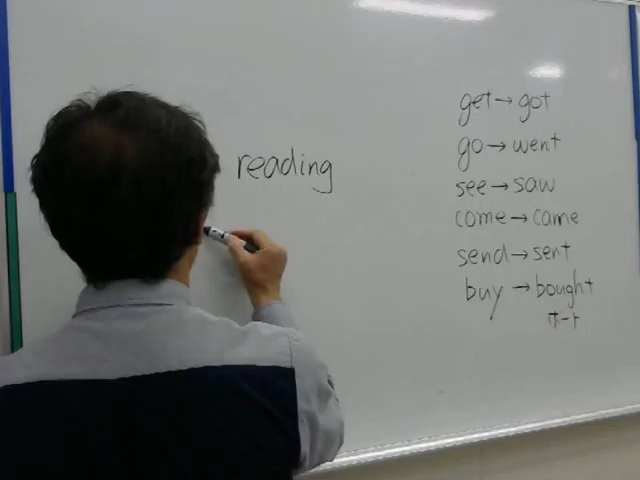 reading
get→got
go→went
see→saw
come→came
send→sent
buy→bought
ボート